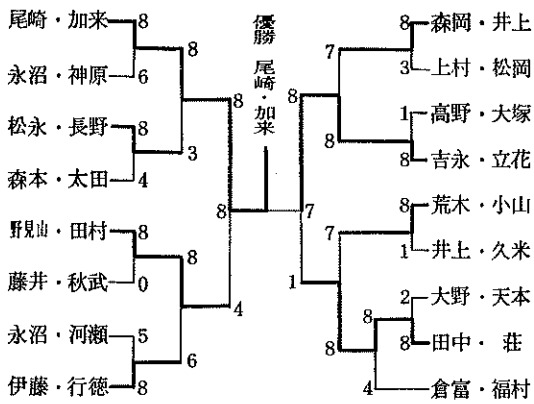 優勝 尾崎・加来
尾崎・加来 8
永沼・神原 6
8
松永・長野 8
森本・太田 4
3
8
野見山・田村 8
藤井・秋武 0
8
永沼・河瀬 5
伊藤・行徳 8
6
4
8
7
8 森岡・井上
3 上村・松岡
7
1 高野・大塚
8 吉永・立花
8
8
8 荒木・小山
1 井上・久米
7
1
2 大野・天本
8 田中・荘
8
4 倉富・福村
8